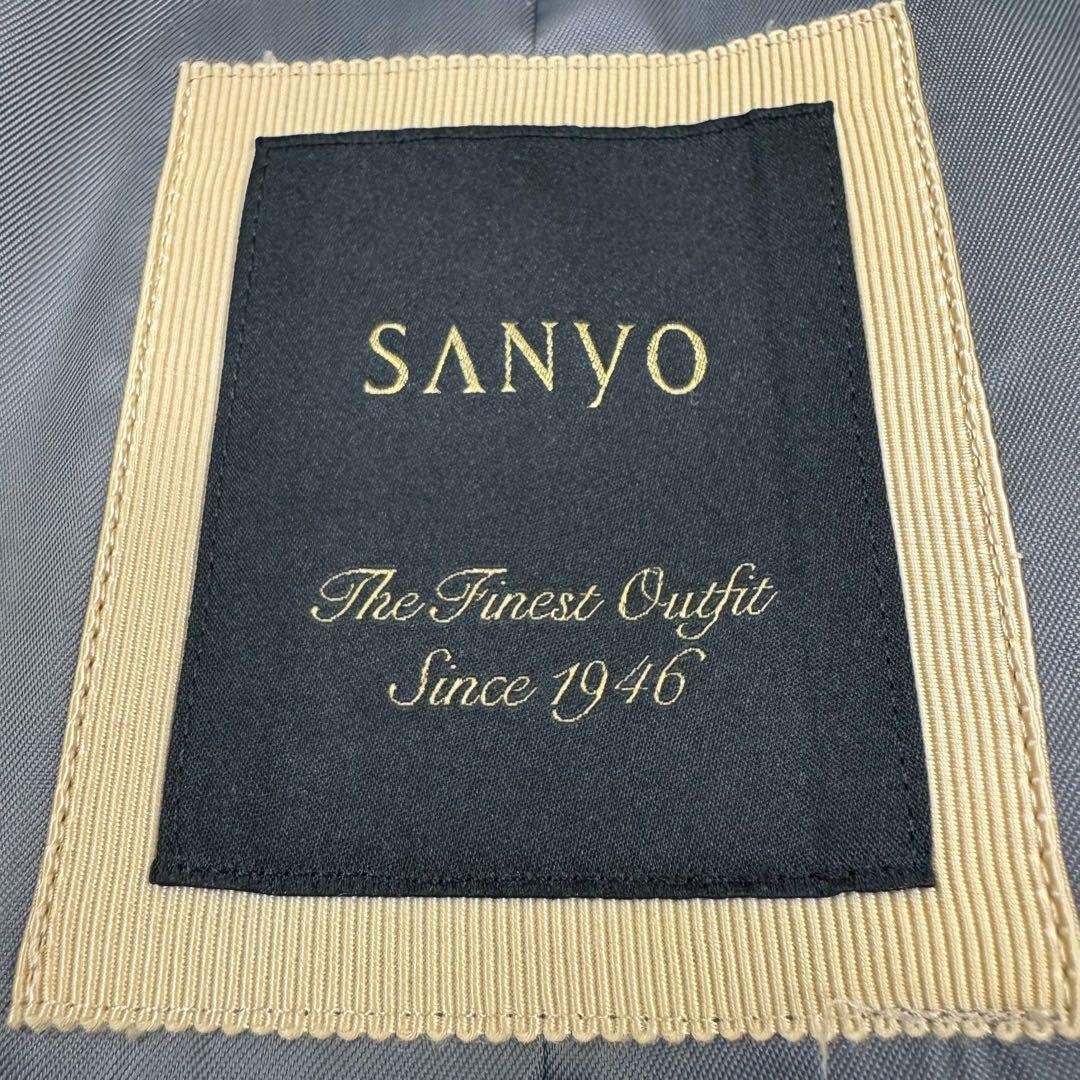 SANYO
The Finest Outfit
Since 1946